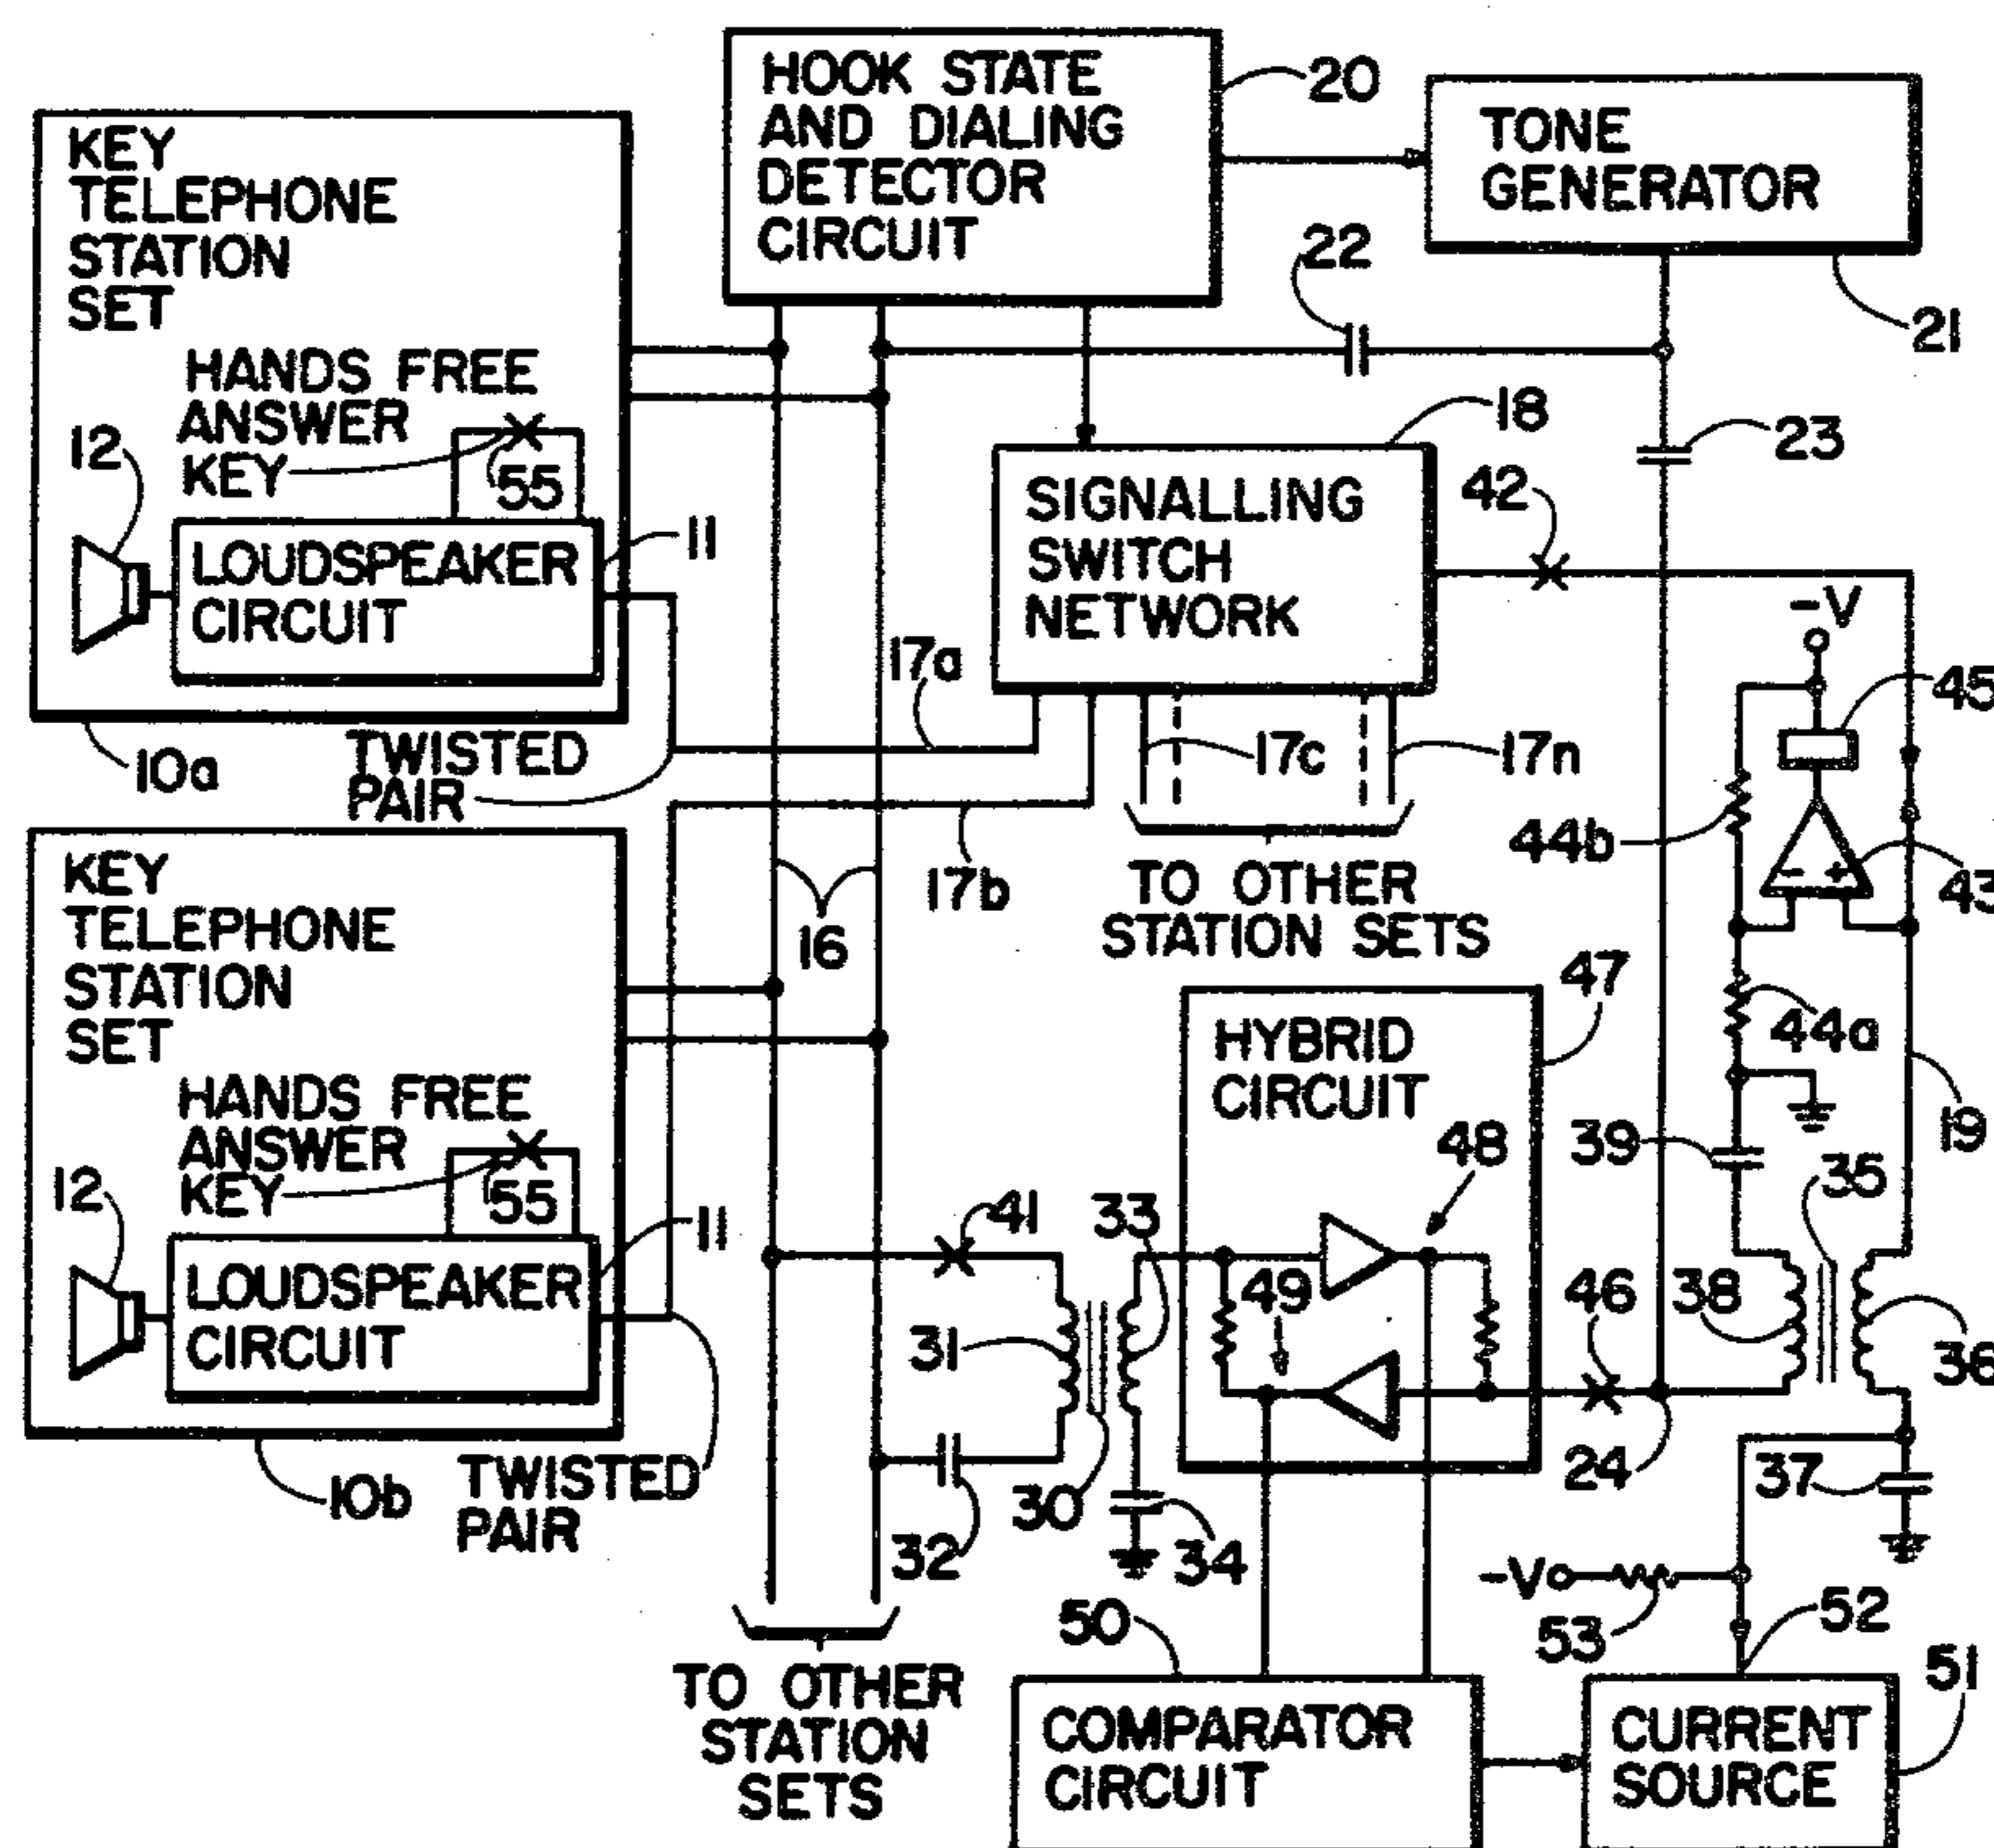 HOOK STATE
AND DIALING
DETECTOR
CIRCUIT
20
TONE
GENERATOR
21
22
23
KEY
TELEPHONE
STATION
SET
HANDS FREE
ANSWER
KEY
55
12
LOUDSPEAKER
CIRCUIT
11
10a
TWISTED
PAIR
17a
17b
SIGNALLING
SWITCH
NETWORK
18
42
17c
17n
TO OTHER
STATION SETS
-V
45
44b
- +
43
44a
19
39
35
38
36
37
KEY
TELEPHONE
STATION
SET
HANDS FREE
ANSWER
KEY
55
12
LOUDSPEAKER
CIRCUIT
11
10b
TWISTED
PAIR
16
41
33
31
30
32
34
HYBRID
CIRCUIT
47
48
49
46
24
TO OTHER
STATION
SETS
50
COMPARATOR
CIRCUIT
-V
53
52
CURRENT
SOURCE
51